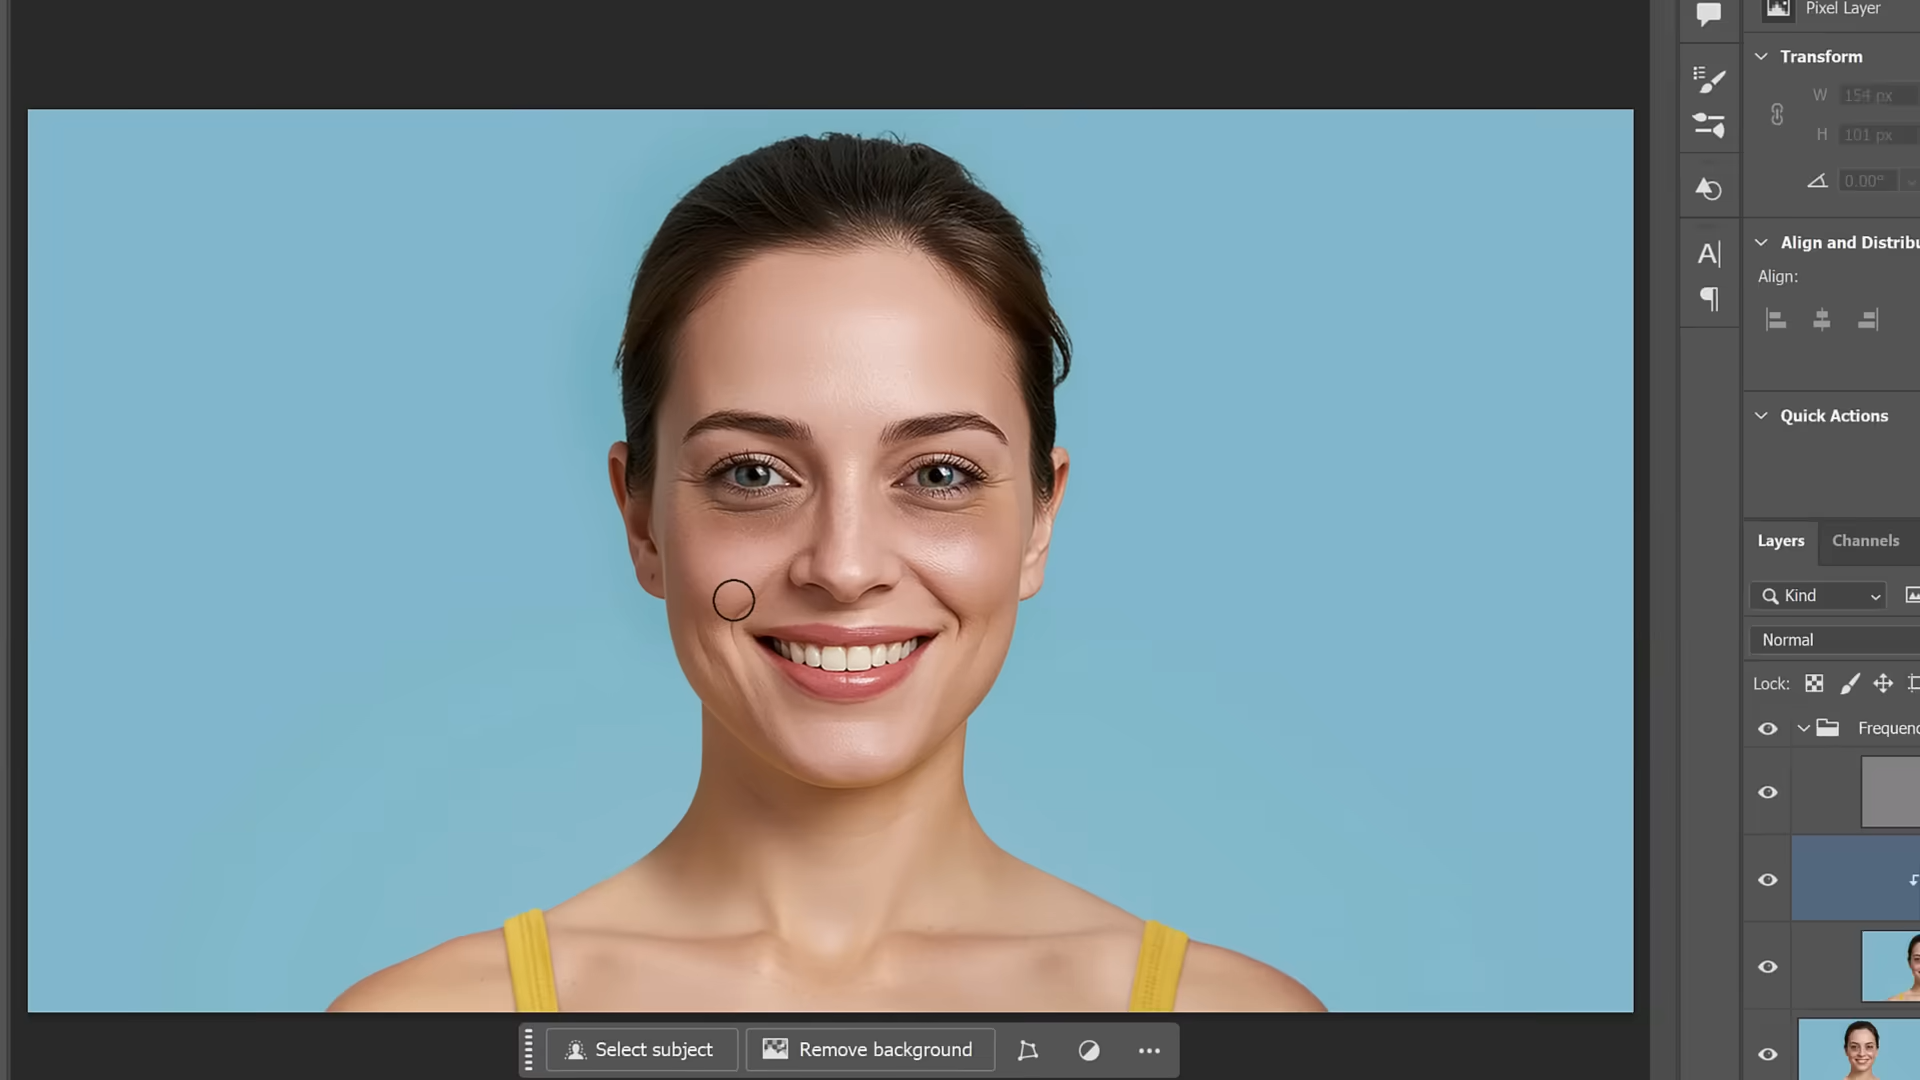 Pixel Layer
Transform
W 154 px
H 101 px
0.00°
Align and Distribu
Align:
Quick Actions
Layers Channels
Kind
Normal
Lock:
Frequenc
Select subject Remove background